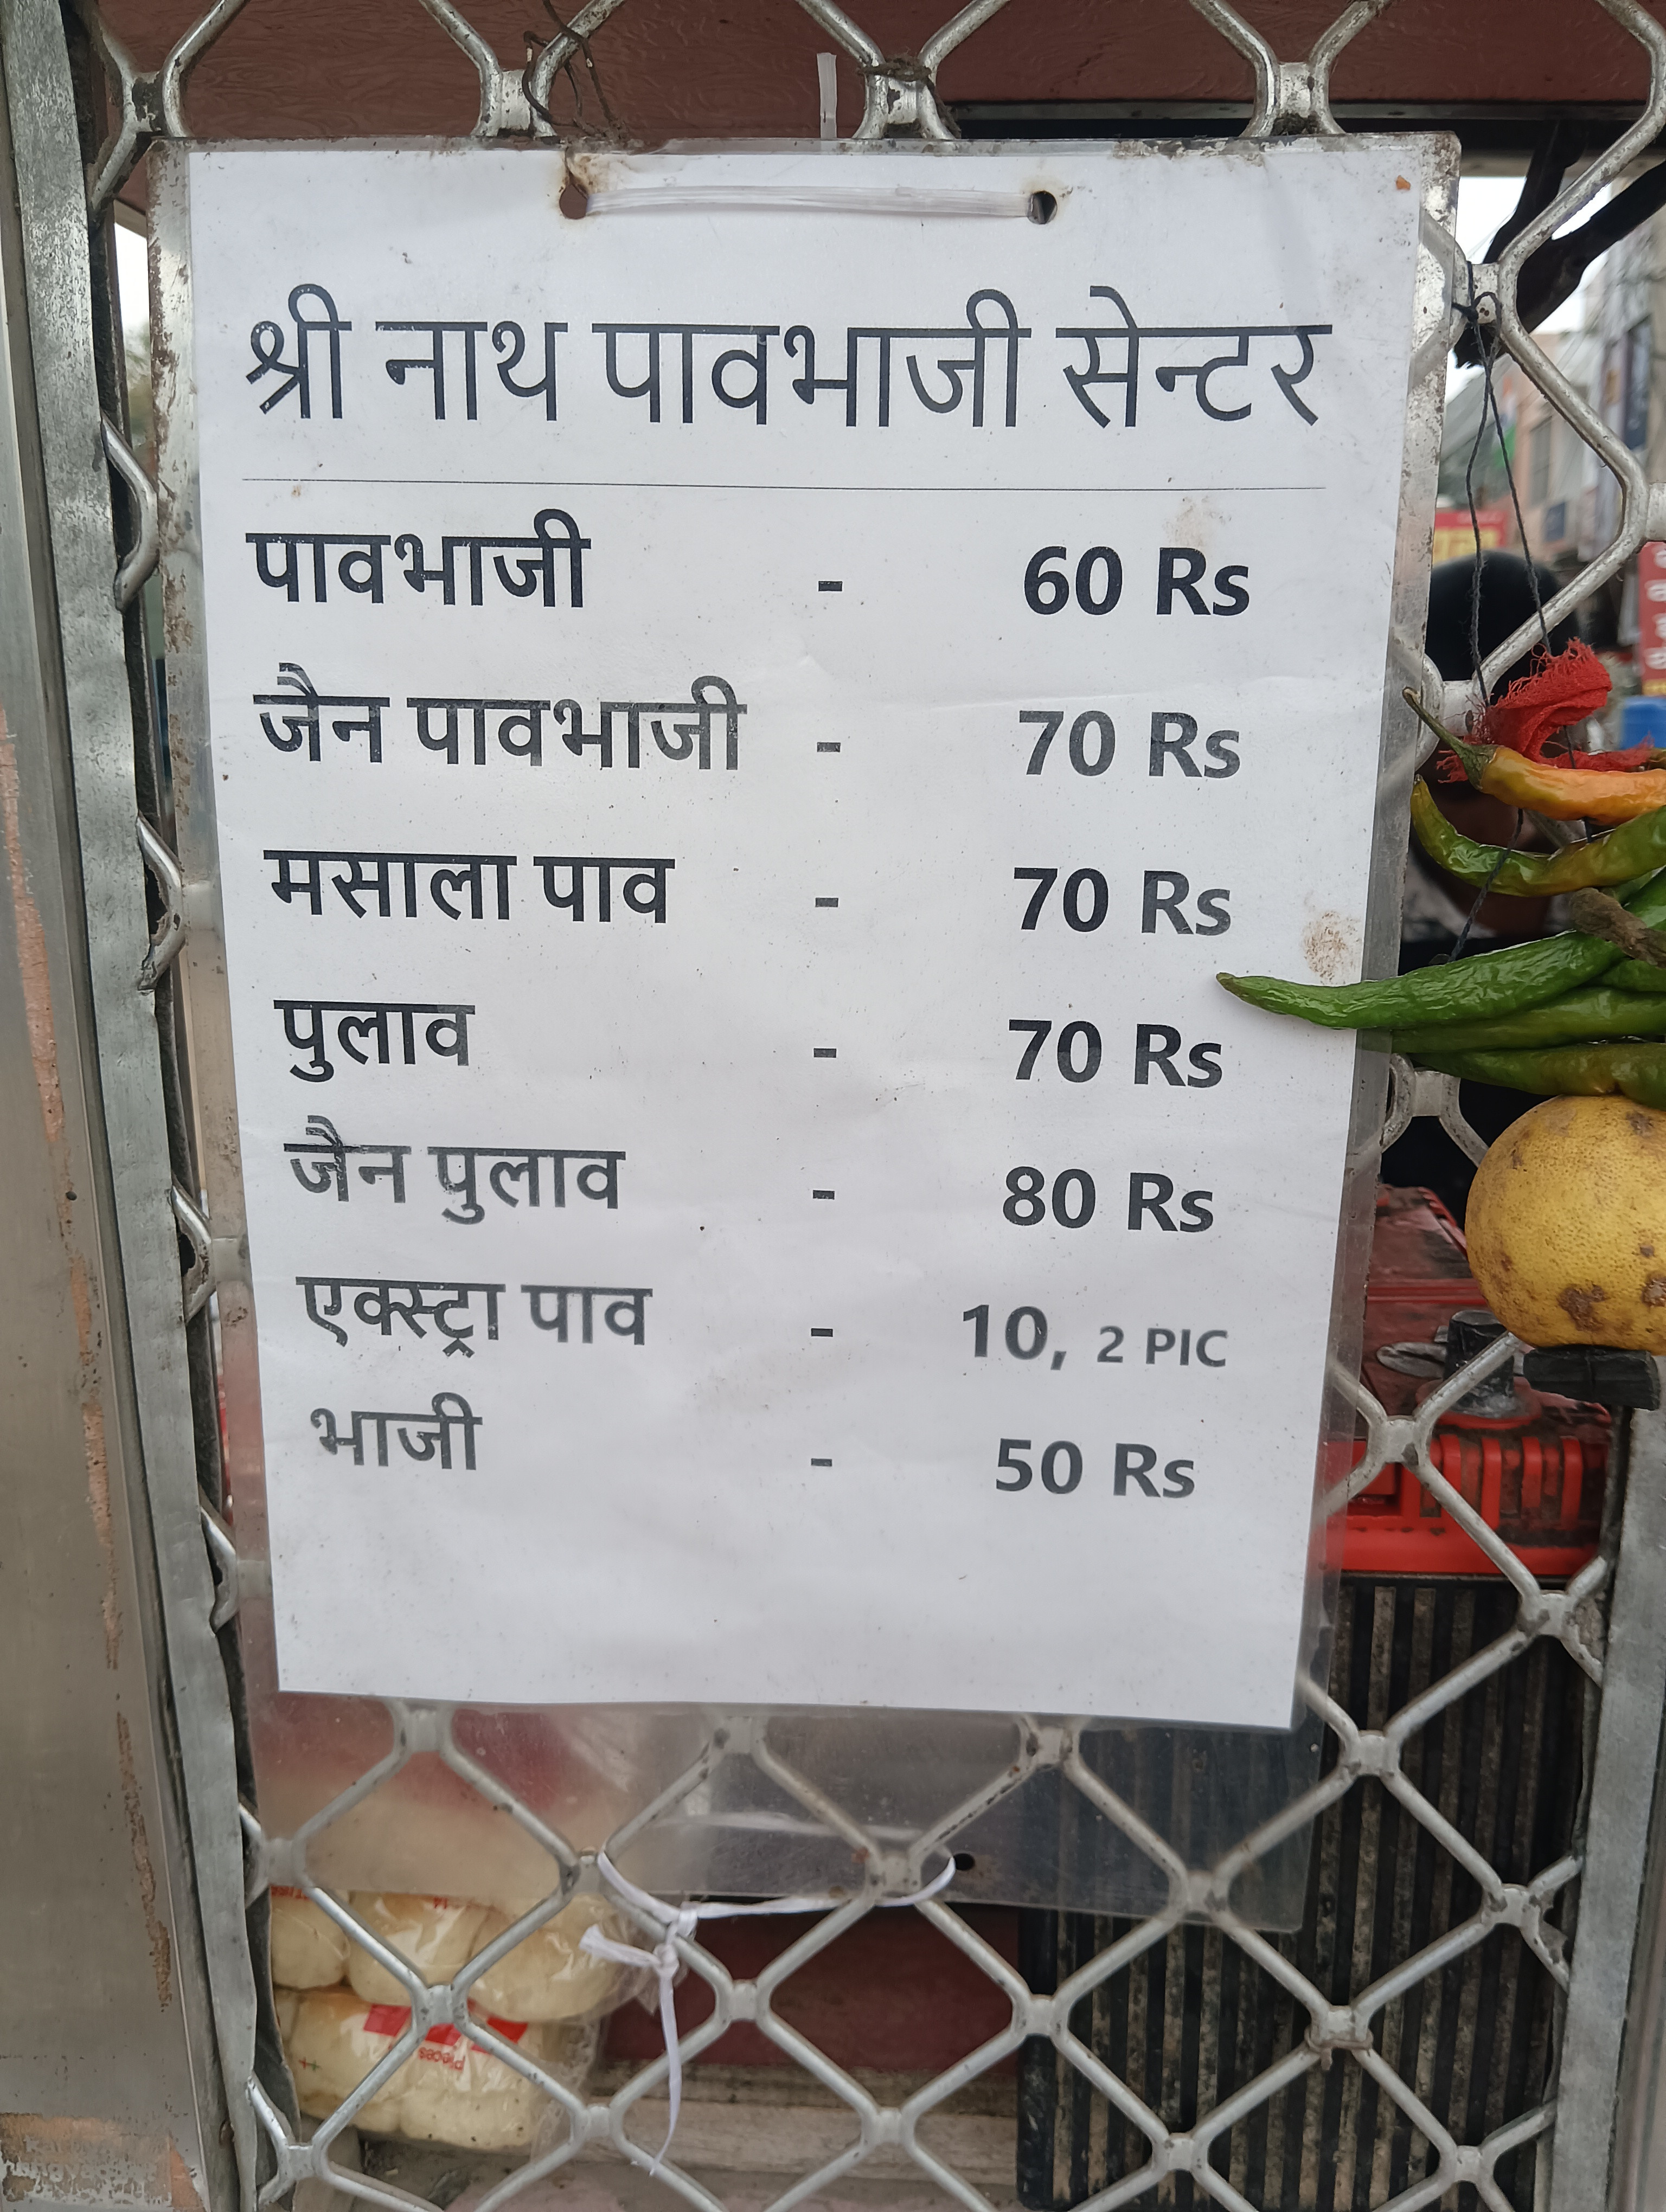 श्री नाथ पावभाजी सेन्टर
पावभाजी - 60 Rs
जैन पावभाजी - 70 Rs
मसाला पाव - 70 Rs
पुलाव - 70 Rs
जैन पुलाव - 80 Rs
एक्स्ट्रा पाव - 10, 2 PIC
भाजी - 50 Rs
pieces